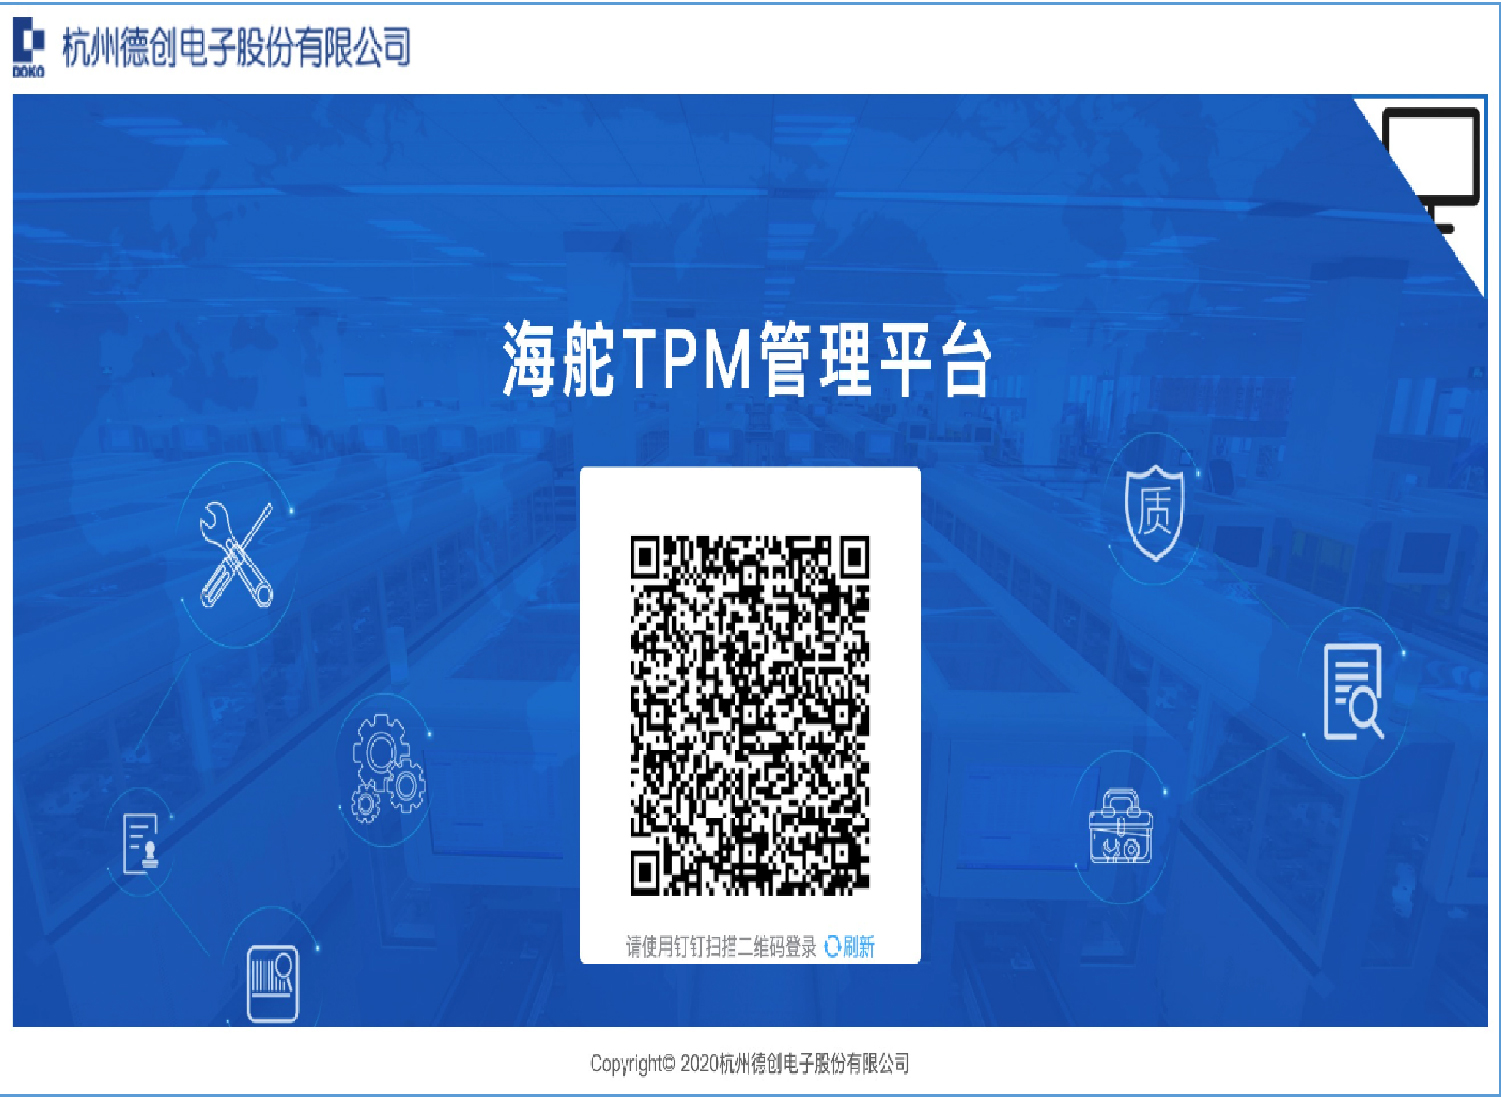 DOKO 杭州德创电子股份有限公司
海舵TPM管理平台
质
请使用钉钉扫描二维码登录 刷新
Copyright© 2020杭州德创电子股份有限公司